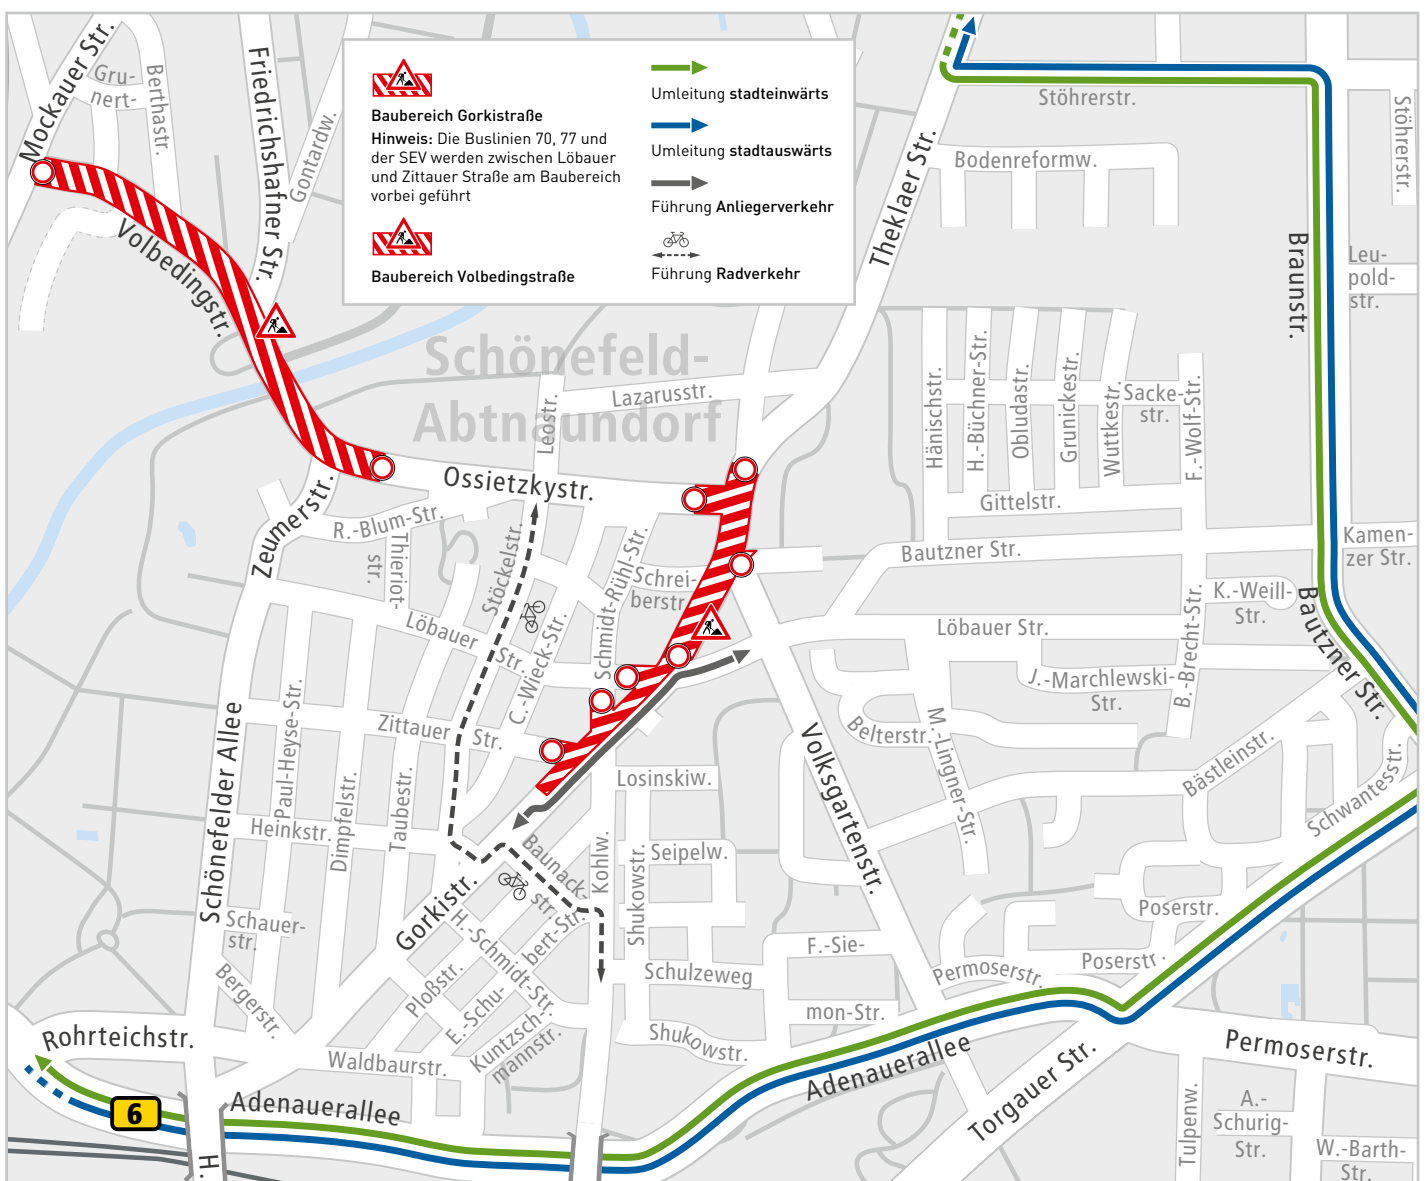 Baubereich Gorkistraße
Hinweis: Die Buslinien 70, 77 und
der SEV werden zwischen Löbauer
und Zittauer Straße am Baubereich
vorbei geführt
Baubereich Volbedingstraße
Umleitung stadteinwärts
Umleitung stadtauswärts
Führung Anliegerverkehr
Führung Radverkehr
Mockauer Str.
Gru-
nert-
Berthastr.
Friedrichshafner Str.
Gontardw.
Volbedingstr.
Schönefeld-
Abtnaundorf
Theklaer Str.
Stöhrerstr.
Stöhrerstr.
Bodenreformw.
Braunstr.
Leu-
pold-
str.
Lazarusstr.
Leostr.
Ossietzkystr.
Hänischstr.
H.-Büchner-Str.
Obludastr.
Grunickestr.
Wuttkestr.
Sacke-
str.
F.-Wolf-Str.
Gittelstr.
Zeumerstr.
R.-Blum-Str.
Thieriot-
str.
Stöckelstr.
Schmidt-Rühl-Str.
Schrei-
berstr.
Bautzner Str.
Kamen-
zer Str.
K.-Weill-
Str.
Bautzner Str.
Löbauer
Str.
C.-Wieck-Str.
Löbauer Str.
B.-Brecht-Str.
J.-Marchlewski-
Str.
Schönefelder Allee
Paul-Heyse-Str.
Zittauer
Str.
Belterstr.
M.-Lingner-Str.
Volksgartenstr.
Bästleinstr.
Schwantesstr.
Losinskiw.
Heinkstr.
Dimpfelstr.
Taubestr.
Baunack-
str.
Kohlw.
Shukowstr.
Seipelw.
Gorkistr.
Schauer-
str.
H.-Schmidt-Str.
bert-Str.
E.-Schu-
Ploßstr.
Bergerstr.
Poserstr.
Poserstr.
F.-Sie-
mon-Str.
Permoserstr.
Schulzeweg
Shukowstr.
Kuntzsch-
mannstr.
Rohrteichstr.
Waldbaurstr.
Adenauerallee
Adenauerallee
Torgauer Str.
Permoserstr.
Tulpenw.
A.-
Schurig-
Str.
W.-Barth-
Str.
6
H.